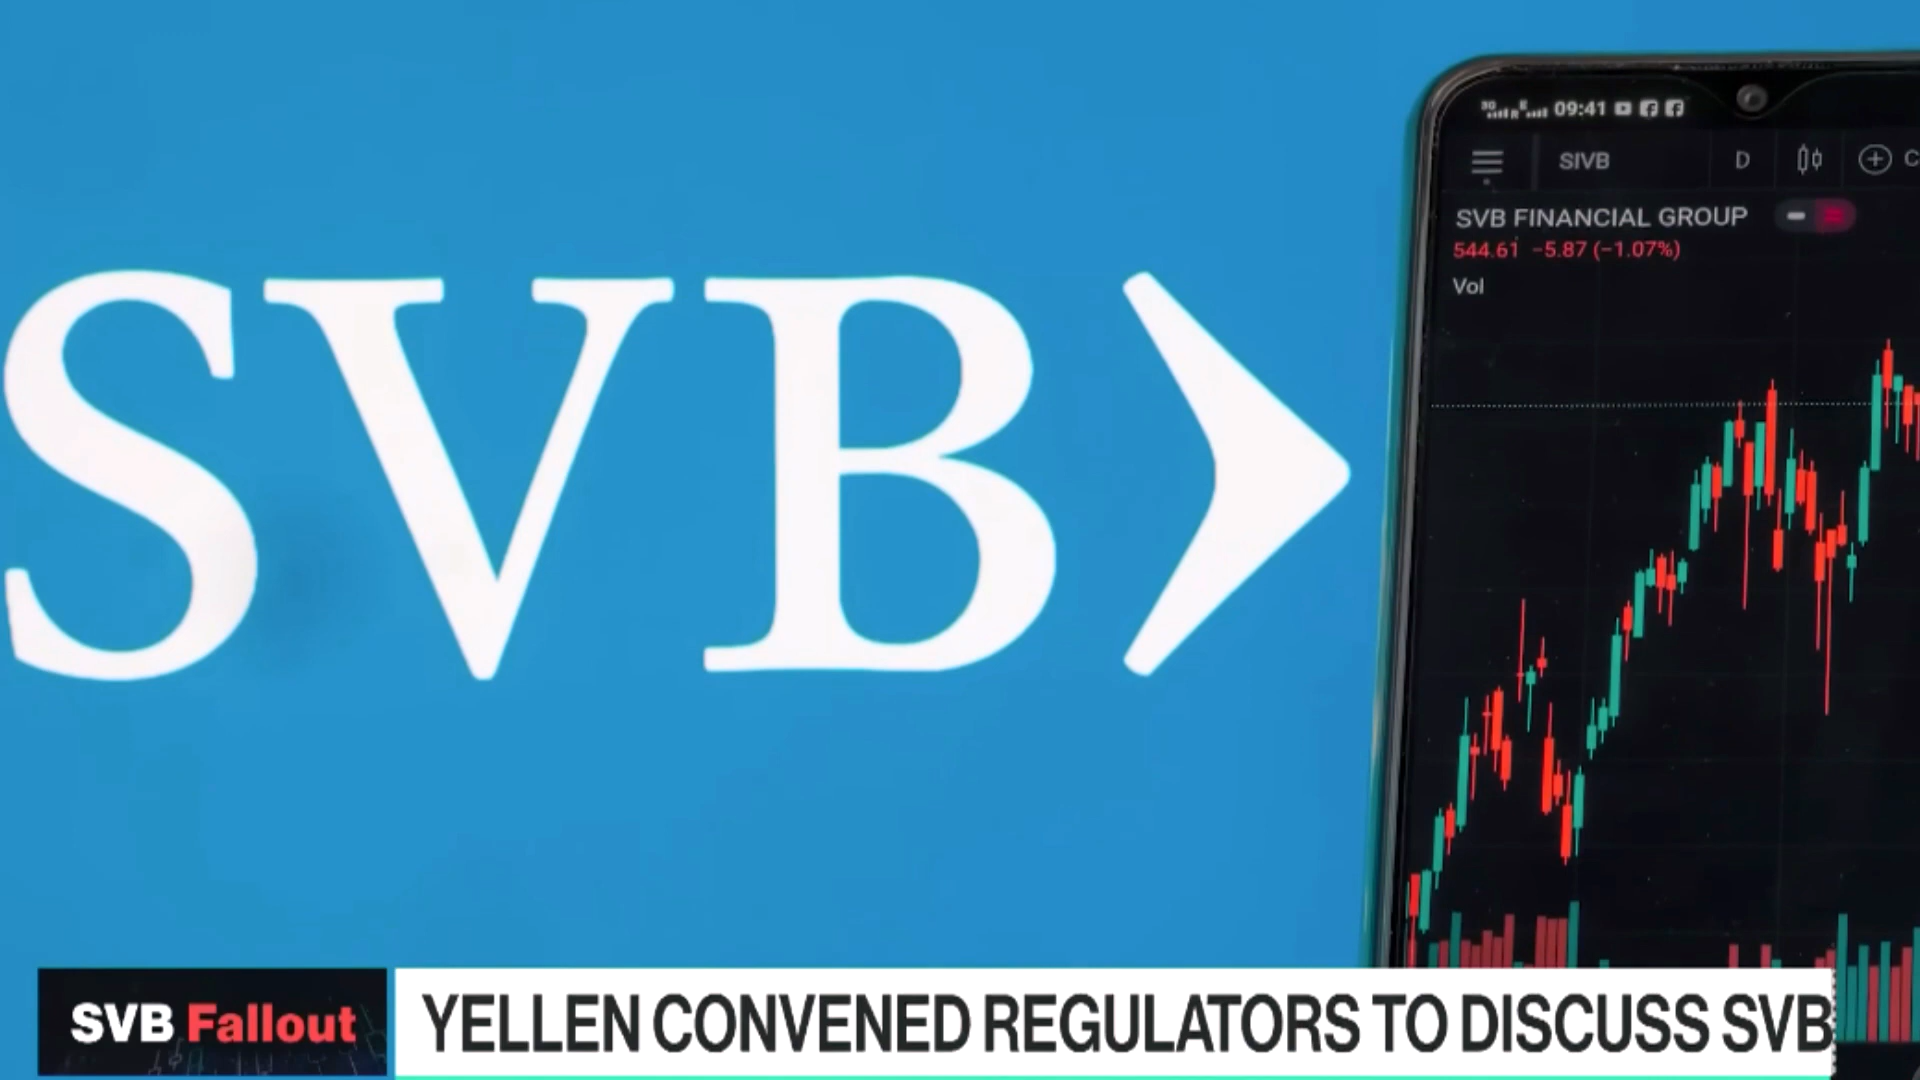 SVB
09:41
SIVB
D
C
SVB FINANCIAL GROUP
544.61 −5.87 (−1.07%)
Vol
SVB Fallout
YELLEN CONVENED REGULATORS TO DISCUSS SVB